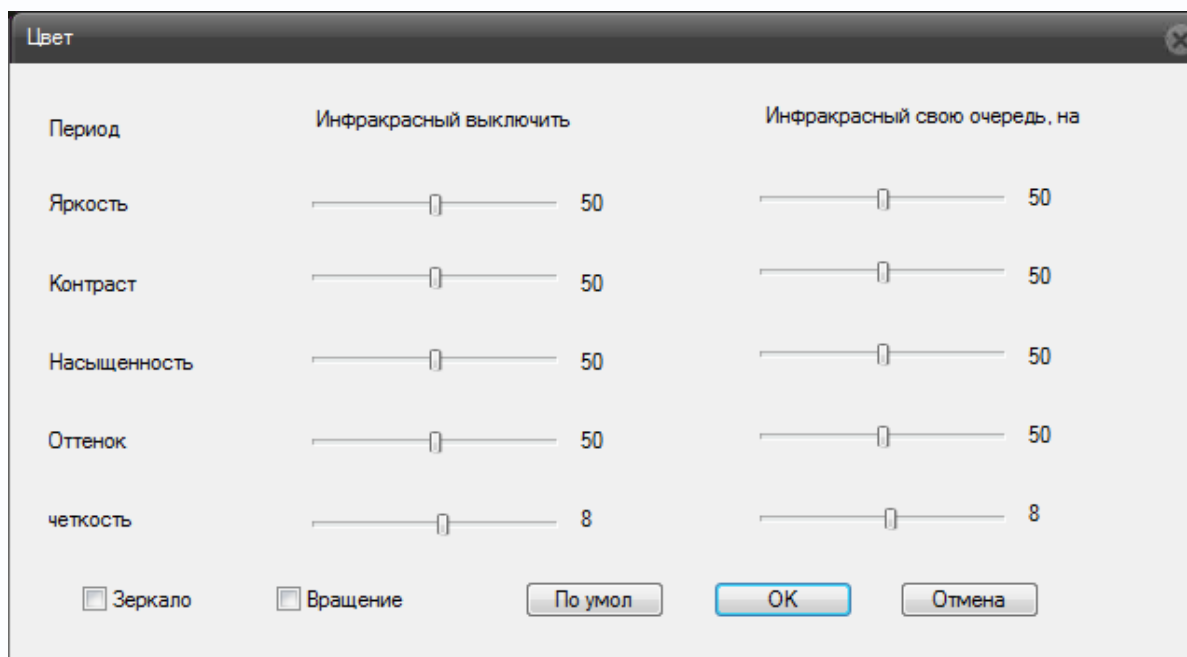 Цвет
Период Инфракрасный выключить Инфракрасный свою очередь, на
Яркость 50 50
Контраст 50 50
Насыщенность 50 50
Оттенок 50 50
четкость 8 8
Зеркало Вращение По умол OK Отмена